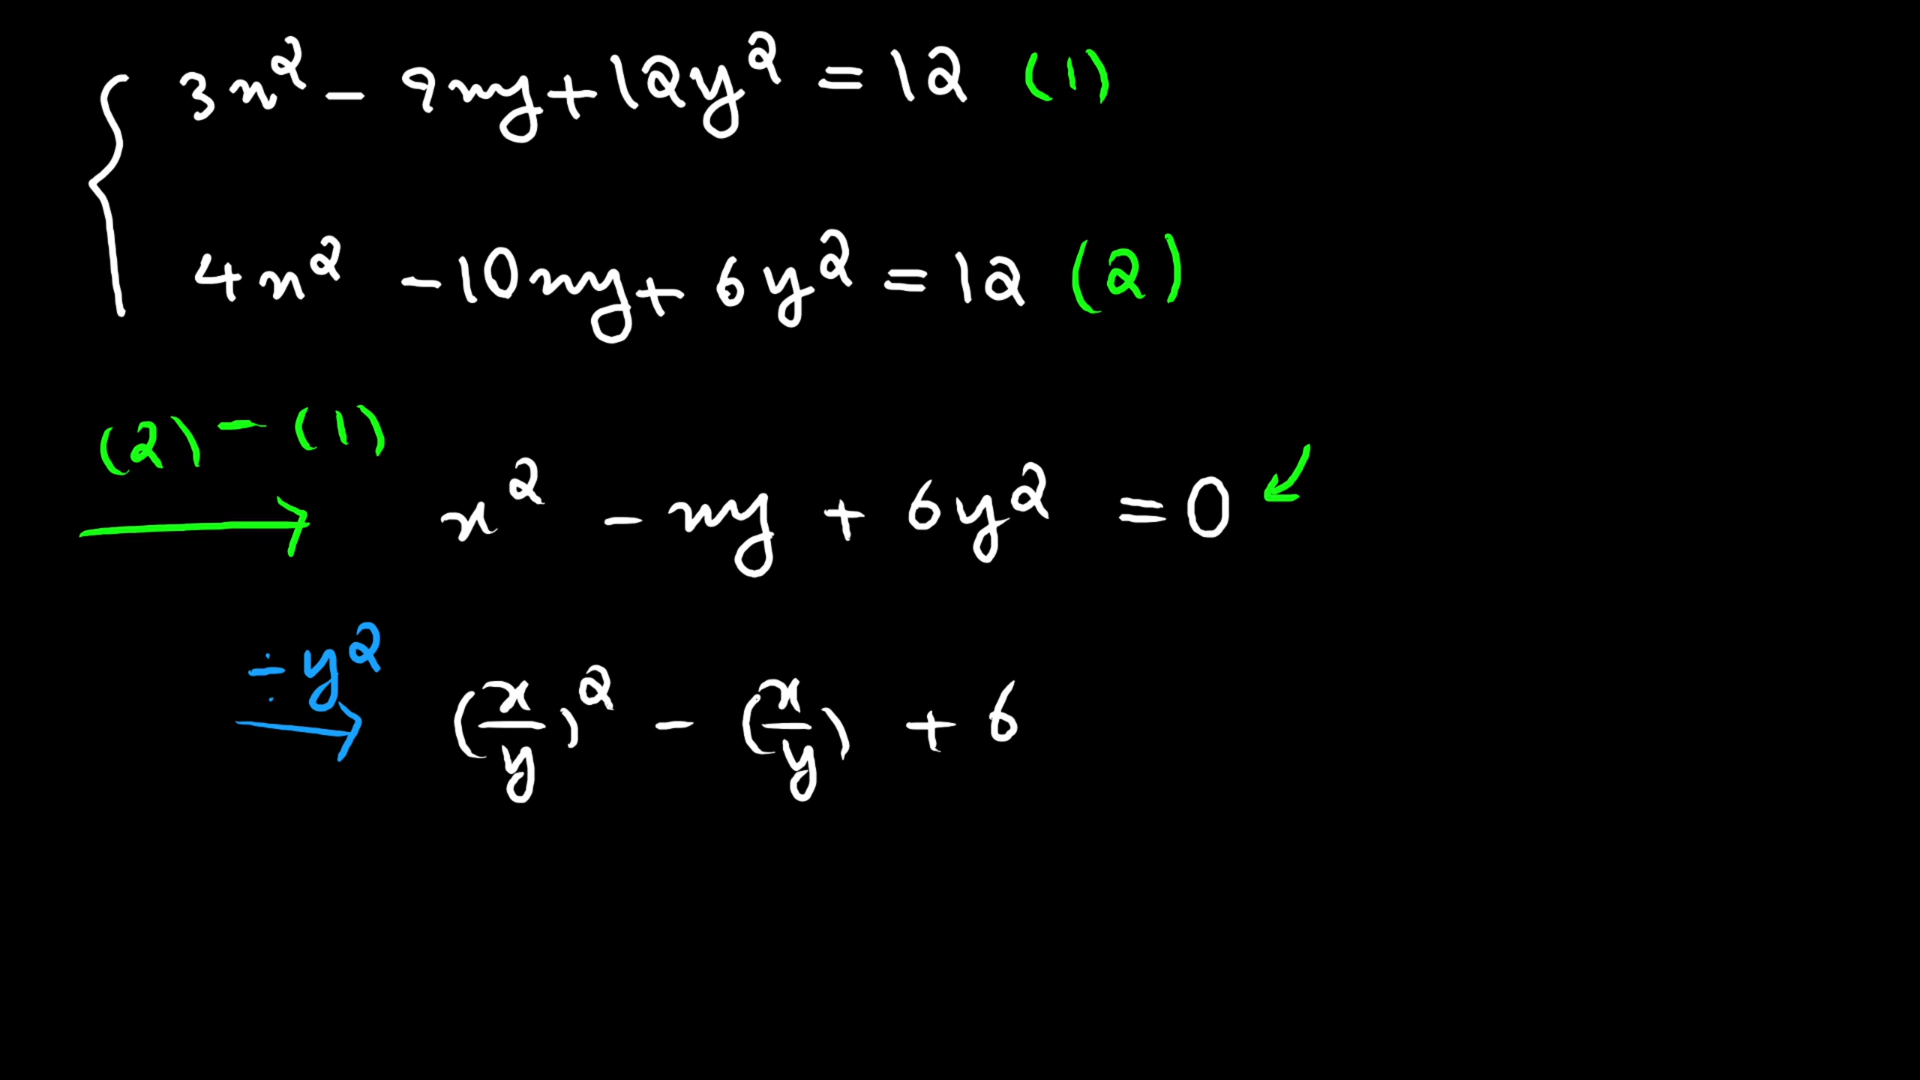 3x² - 9xy + 12y² = 12 (1)
4x² - 10xy + 6y² = 12 (2)
(2) - (1)
x² - xy + 6y² = 0
÷ y²
(x/y)² - (x/y) + 6